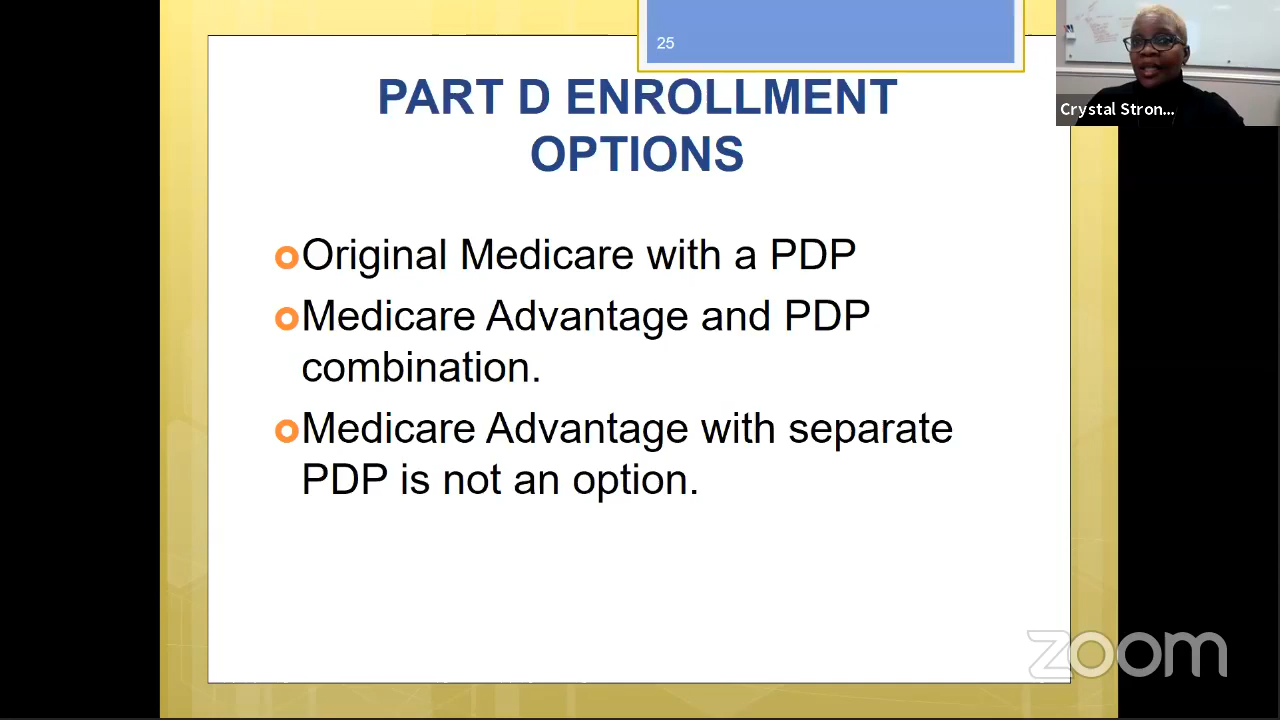 25
PART D ENROLLMENT
OPTIONS
Original Medicare with a PDP
Medicare Advantage and PDP
combination.
Medicare Advantage with separate
PDP is not an option.
Crystal Stron...
zoom